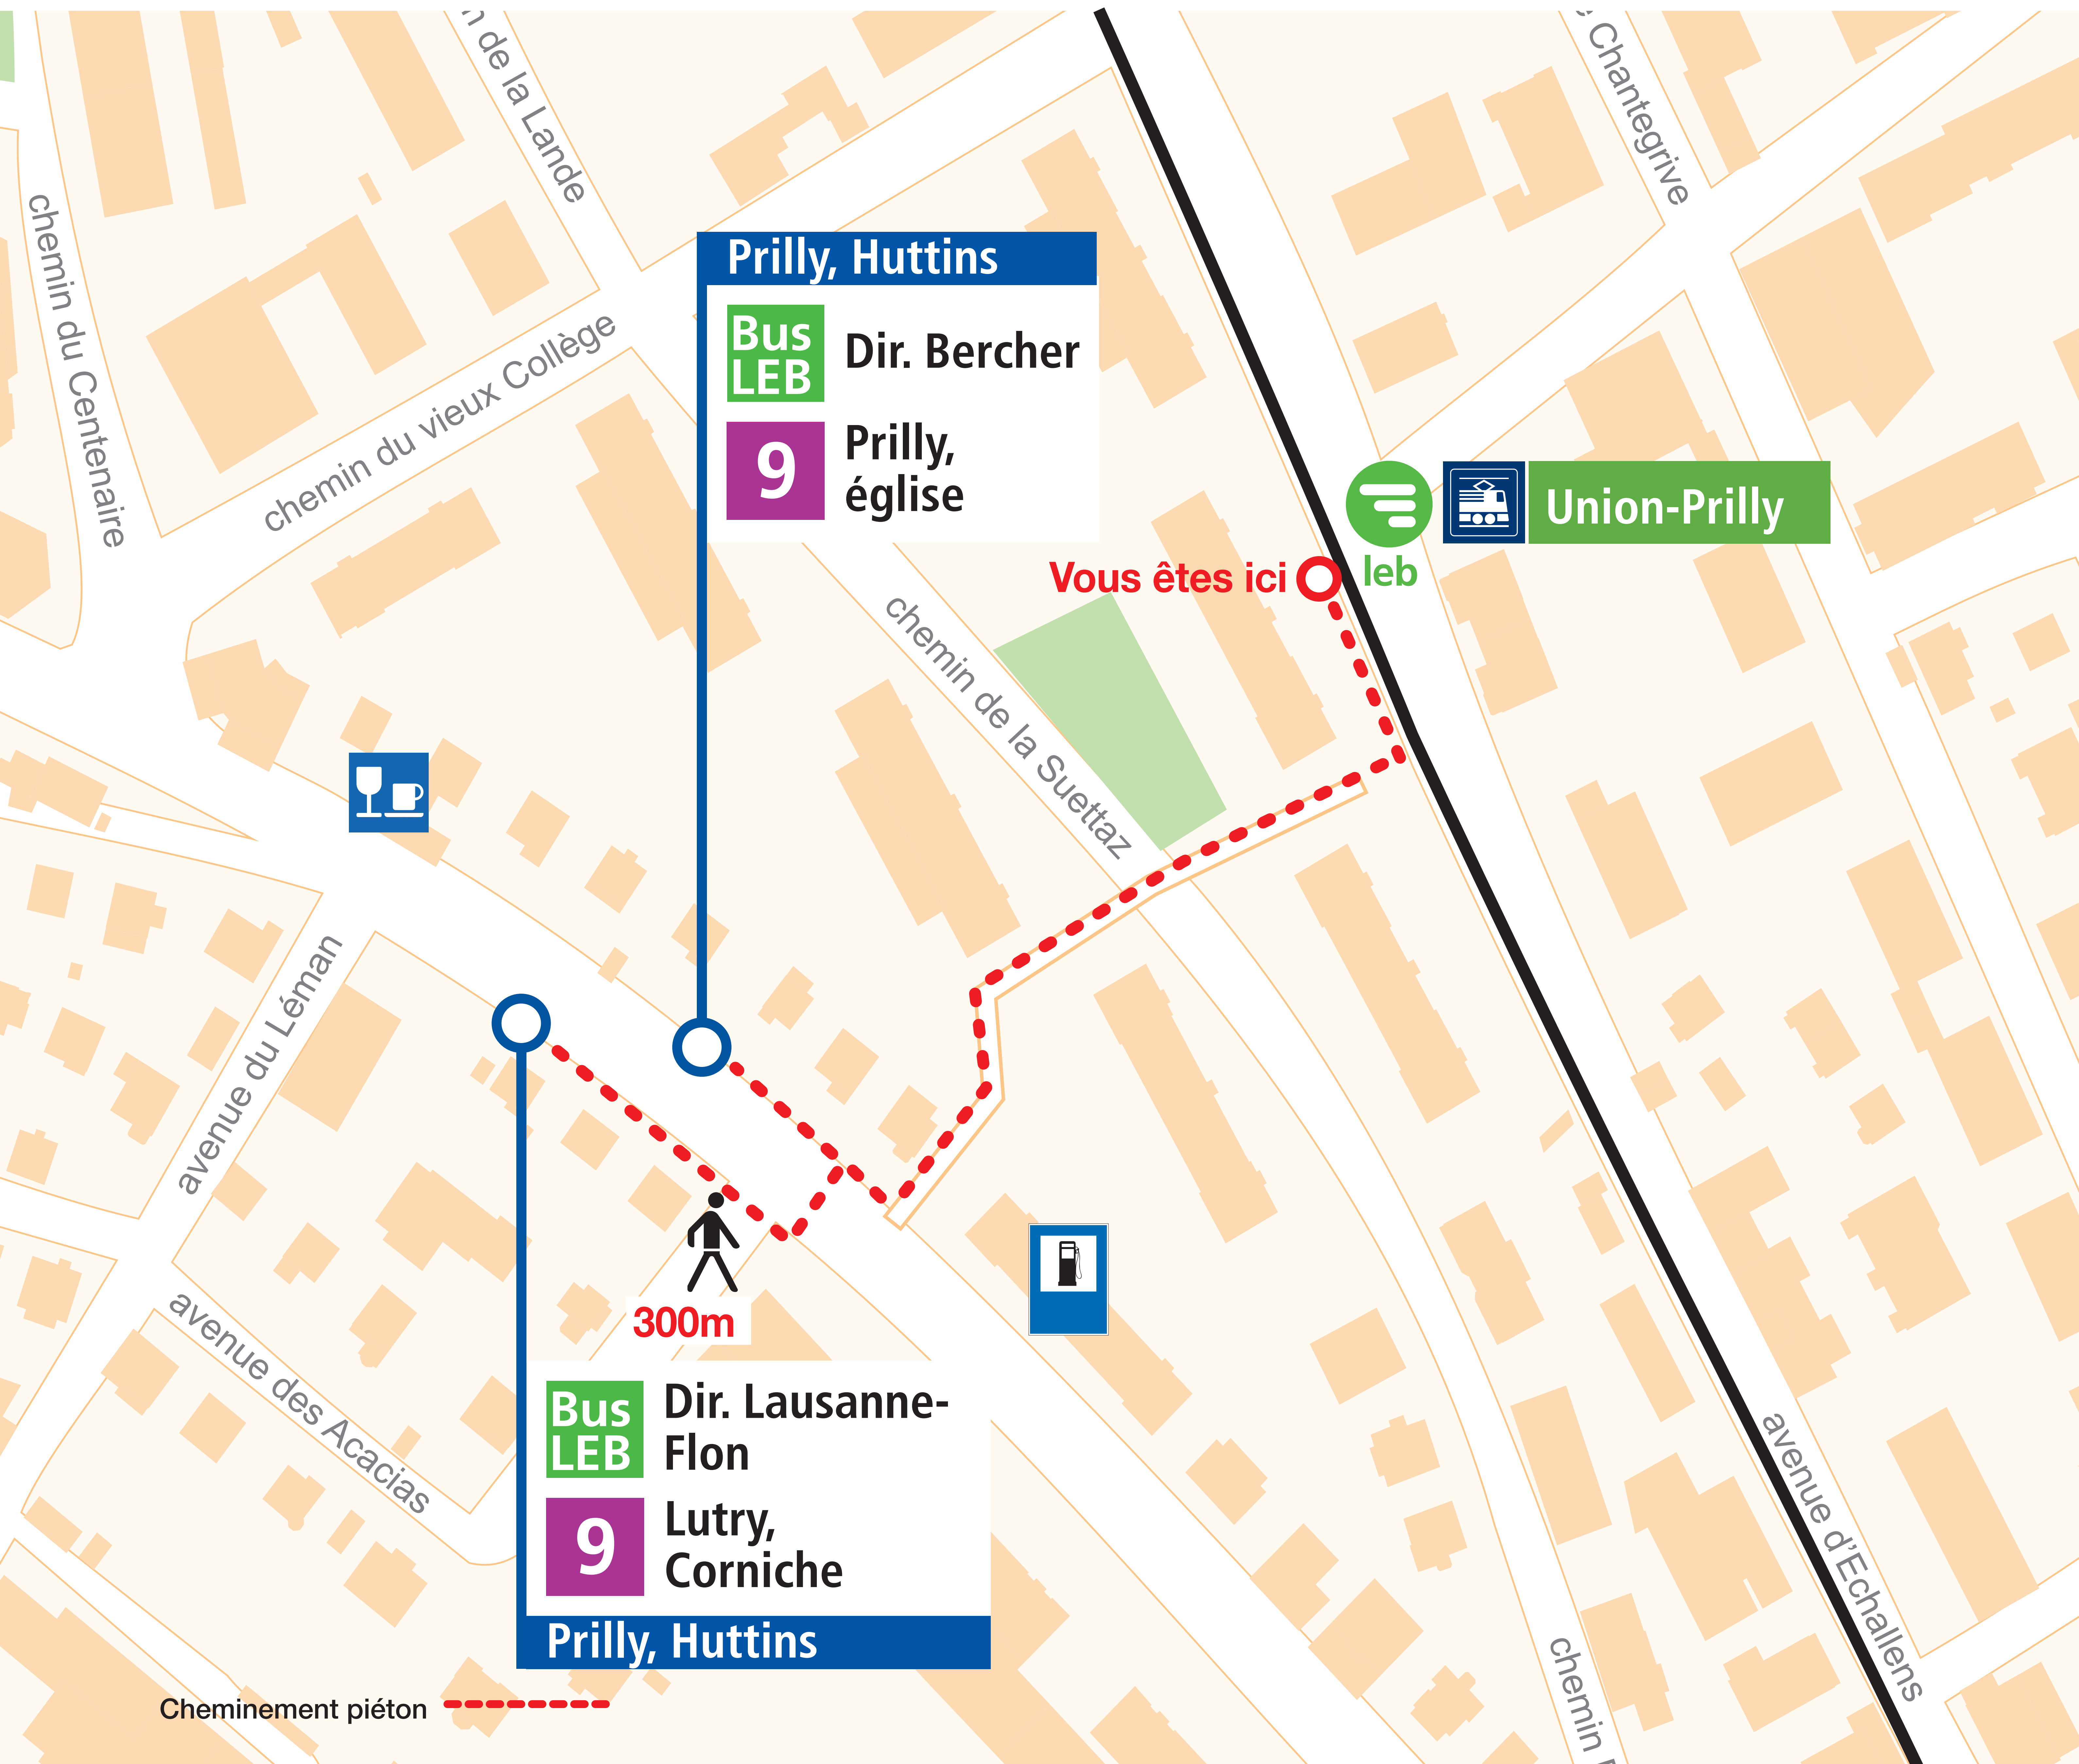 n de la Lande
Chantegrive
chemin du Centenaire
chemin du vieux Collège
Prilly, Huttins
Bus
LEB
Dir. Bercher
9
Prilly,
église
Union-Prilly
leb
Vous êtes ici
chemin de la Suettaz
avenue du Léman
avenue des Acacias
300m
Bus
LEB
Dir. Lausanne-
Flon
9
Lutry,
Corniche
Prilly, Huttins
avenue d'Echallens
chemin
Cheminement piéton